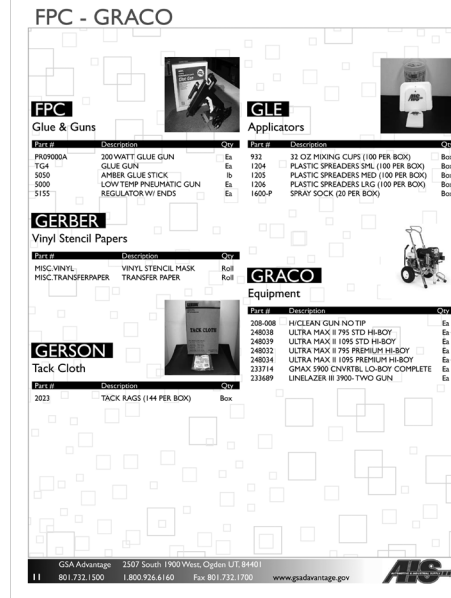 FPC - GRACO
FPC
Glue & Guns
Part # Description Qty
PR09000A 200 WATT GLUE GUN Ea
TG4 GLUE GUN Ea
5050 AMBER GLUE STICK lb
5000 LOW TEMP PNEUMATIC GUN Ea
5155 REGULATOR W/ ENDS Ea
GERBER
Vinyl Stencil Papers
Part # Description Qty
MISC.VINYL VINYL STENCIL MASK Roll
MISC.TRANSFERPAPER TRANSFER PAPER Roll
TACK CLOTH
GERSON
Tack Cloth
Part # Description Qty
2023 TACK RAGS (144 PER BOX) Box
GLE
Applicators
Part # Description Qty
932 32 OZ MIXING CUPS (100 PER BOX) Box
1204 PLASTIC SPREADERS SML (100 PER BOX) Box
1205 PLASTIC SPREADERS MED (100 PER BOX) Box
1206 PLASTIC SPREADERS LRG (100 PER BOX) Box
1600-P SPRAY SOCK (20 PER BOX) Box
GRACO
Equipment
Part # Description Qty
208-008 H/CLEAN GUN NO TIP Ea
248038 ULTRA MAX II 795 STD HI-BOY Ea
248039 ULTRA MAX II 1095 STD HI-BOY Ea
248032 ULTRA MAX II 795 PREMIUM HI-BOY Ea
248034 ULTRA MAX II 1095 PREMIUM HI-BOY Ea
233714 GMAX 5900 CNVRTBL LO-BOY COMPLETE Ea
233689 LINELAZER III 3900- TWO GUN Ea
GSA Advantage 2507 South 1900 West, Ogden UT, 84401
11 801.732.1500 1.800.926.6160 Fax 801.732.1700 www.gsadavantage.gov
AIS